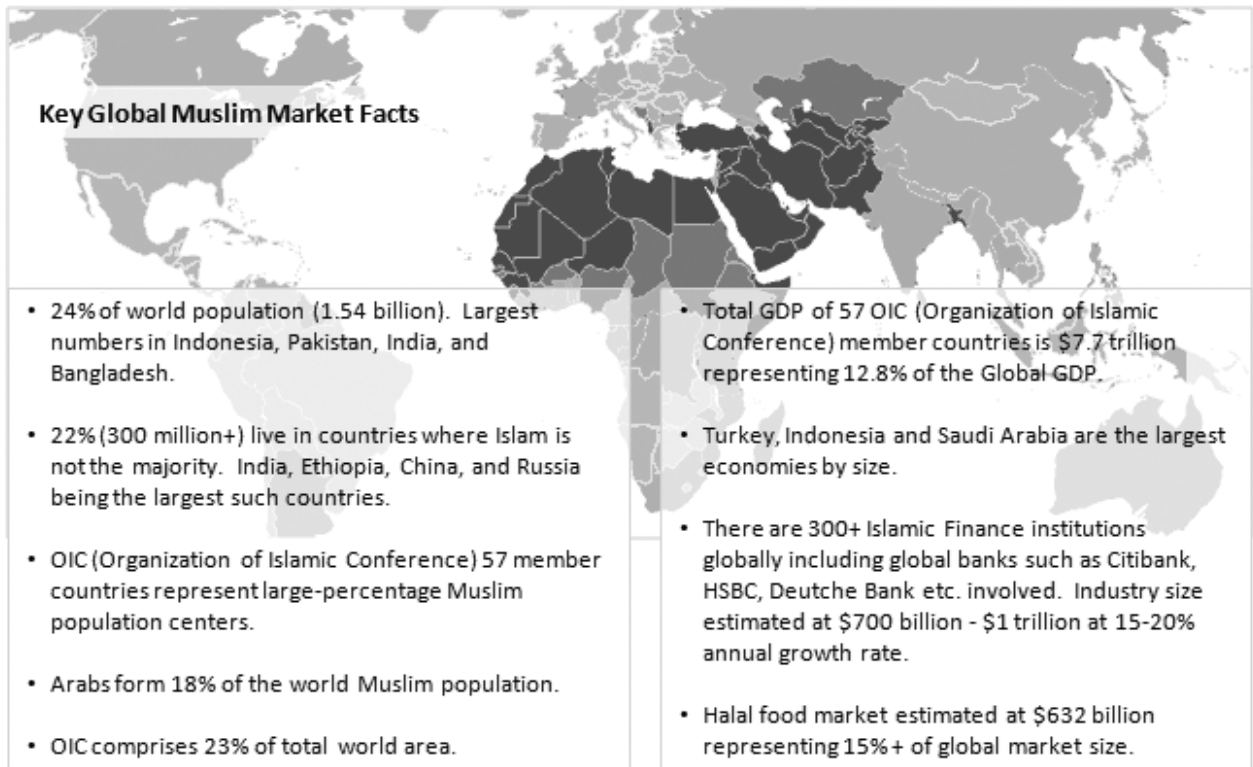 Key Global Muslim Market Facts
• 24% of world population (1.54 billion). Largest
numbers in Indonesia, Pakistan, India, and
Bangladesh.
• 22% (300 million+) live in countries where Islam is
not the majority. India, Ethiopia, China, and Russia
being the largest such countries.
• OIC (Organization of Islamic Conference) 57 member
countries represent large-percentage Muslim
population centers.
• Arabs form 18% of the world Muslim population.
• OIC comprises 23% of total world area.
• Total GDP of 57 OIC (Organization of Islamic
Conference) member countries is $7.7 trillion
representing 12.8% of the Global GDP.
• Turkey, Indonesia and Saudi Arabia are the largest
economies by size.
• There are 300+ Islamic Finance institutions
globally including global banks such as Citibank,
HSBC, Deutche Bank etc. involved. Industry size
estimated at $700 billion - $1 trillion at 15-20%
annual growth rate.
• Halal food market estimated at $632 billion
representing 15%+ of global market size.